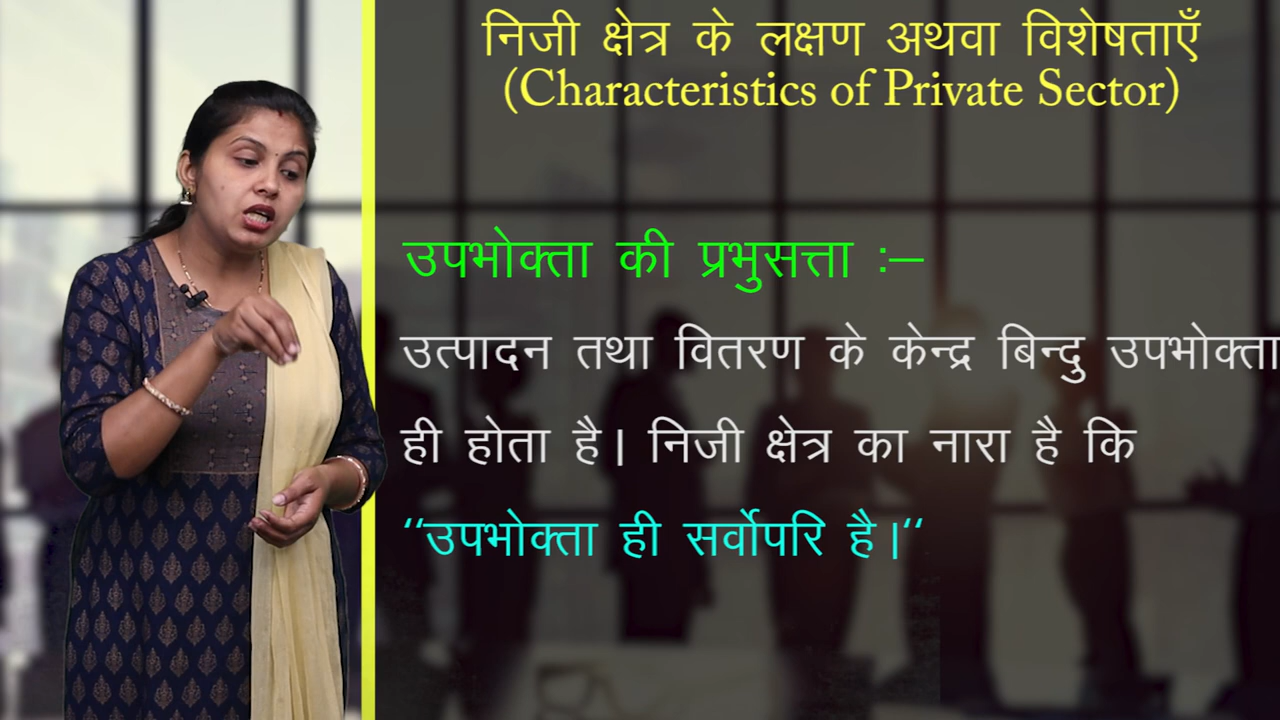 निजी क्षेत्र के लक्षण अथवा विशेषताएँ
(Characteristics of Private Sector)
उपभोक्ता की प्रभुसत्ता :–
उत्पादन तथा वितरण के केन्द्र बिन्दु उपभोक्ता
ही होता है। निजी क्षेत्र का नारा है कि
‘‘उपभोक्ता ही सर्वोपरि है।‘‘